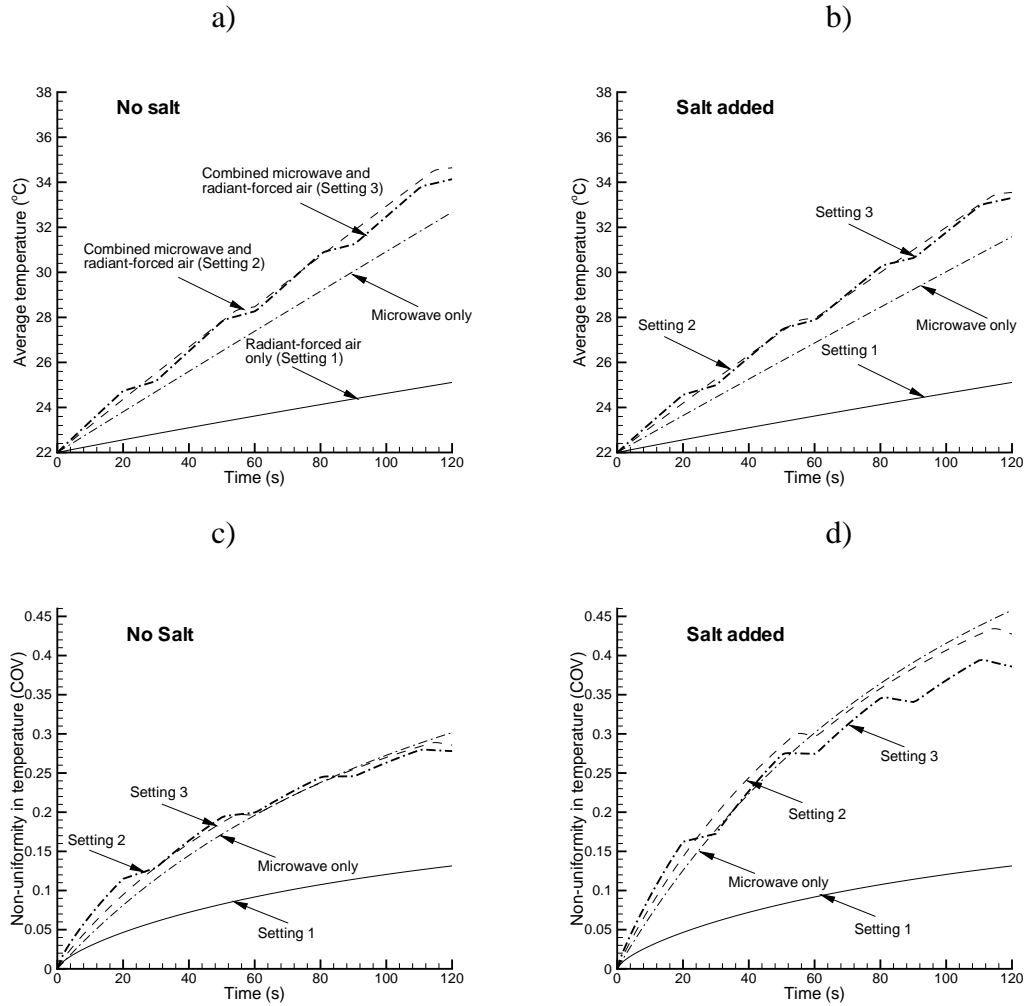 a)
b)
No salt
Salt added
Average temperature (°C)
38
36
34
32
30
28
26
24
22
0
20
40
60
80
100
120
Time (s)
Combined microwave and
radiant-forced air (Setting 3)
Combined microwave and
radiant-forced air (Setting 2)
Microwave only
Radiant-forced air
only (Setting 1)
Average temperature (°C)
38
36
34
32
30
28
26
24
22
0
20
40
60
80
100
120
Time (s)
Setting 3
Setting 2
Microwave only
Setting 1
c)
d)
No Salt
Salt added
Non-uniformity in temperature (COV)
0.45
0.4
0.35
0.3
0.25
0.2
0.15
0.1
0.05
0
0
20
40
60
80
100
120
Time (s)
Setting 3
Setting 2
Microwave only
Setting 1
Non-uniformity in temperature (COV)
0.45
0.4
0.35
0.3
0.25
0.2
0.15
0.1
0.05
0
0
20
40
60
80
100
120
Time (s)
Setting 3
Setting 2
Microwave only
Setting 1